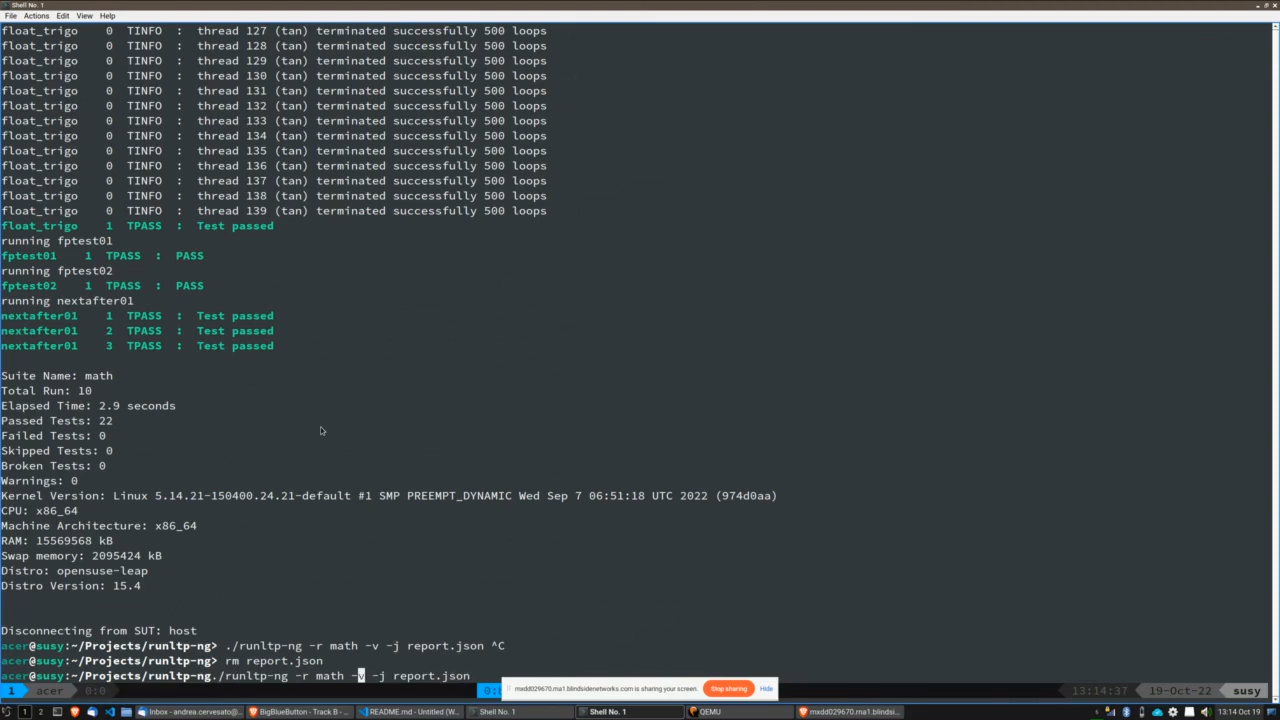 Shell No. 1
File Actions Edit View Help
float_trigo 0 TINFO : thread 127 (tan) terminated successfully 500 loops
float_trigo 0 TINFO : thread 128 (tan) terminated successfully 500 loops
float_trigo 0 TINFO : thread 129 (tan) terminated successfully 500 loops
float_trigo 0 TINFO : thread 130 (tan) terminated successfully 500 loops
float_trigo 0 TINFO : thread 131 (tan) terminated successfully 500 loops
float_trigo 0 TINFO : thread 132 (tan) terminated successfully 500 loops
float_trigo 0 TINFO : thread 133 (tan) terminated successfully 500 loops
float_trigo 0 TINFO : thread 134 (tan) terminated successfully 500 loops
float_trigo 0 TINFO : thread 135 (tan) terminated successfully 500 loops
float_trigo 0 TINFO : thread 136 (tan) terminated successfully 500 loops
float_trigo 0 TINFO : thread 137 (tan) terminated successfully 500 loops
float_trigo 0 TINFO : thread 138 (tan) terminated successfully 500 loops
float_trigo 0 TINFO : thread 139 (tan) terminated successfully 500 loops
float_trigo 1 TPASS : Test passed
running fptest01
fptest01 1 TPASS : PASS
running fptest02
fptest02 1 TPASS : PASS
running nextafter01
nextafter01 1 TPASS : Test passed
nextafter01 2 TPASS : Test passed
nextafter01 3 TPASS : Test passed
Suite Name: math
Total Run: 10
Elapsed Time: 2.9 seconds
Passed Tests: 22
Failed Tests: 0
Skipped Tests: 0
Broken Tests: 0
Warnings: 0
Kernel Version: Linux 5.14.21-150400.24.21-default #1 SMP PREEMPT_DYNAMIC Wed Sep 7 06:51:18 UTC 2022 (974d0aa)
CPU: x86_64
Machine Architecture: x86_64
RAM: 15569568 kB
Swap memory: 2095424 kB
Distro: opensuse-leap
Distro Version: 15.4
Disconnecting from SUT: host
acer@susy:~/Projects/runltp-ng> ./runltp-ng -r math -v -j report.json ^C
acer@susy:~/Projects/runltp-ng> rm report.json
acer@susy:~/Projects/runltp-ng./runltp-ng -r math -v -j report.json
1 acer 0:0 0: mxdd029670.ma1.blindsidenetworks.com is sharing your screen. Stop sharing Hide 13:14:37 19-Oct-22 susy
1 2 Inbox - andrea.cervesato@... BigBlueButton - Track B - ... README.md - Untitled (W... Shell No. 1 Shell No. 1 QEMU mxdd029670.ma1.blindsi... 13:14 Oct 19